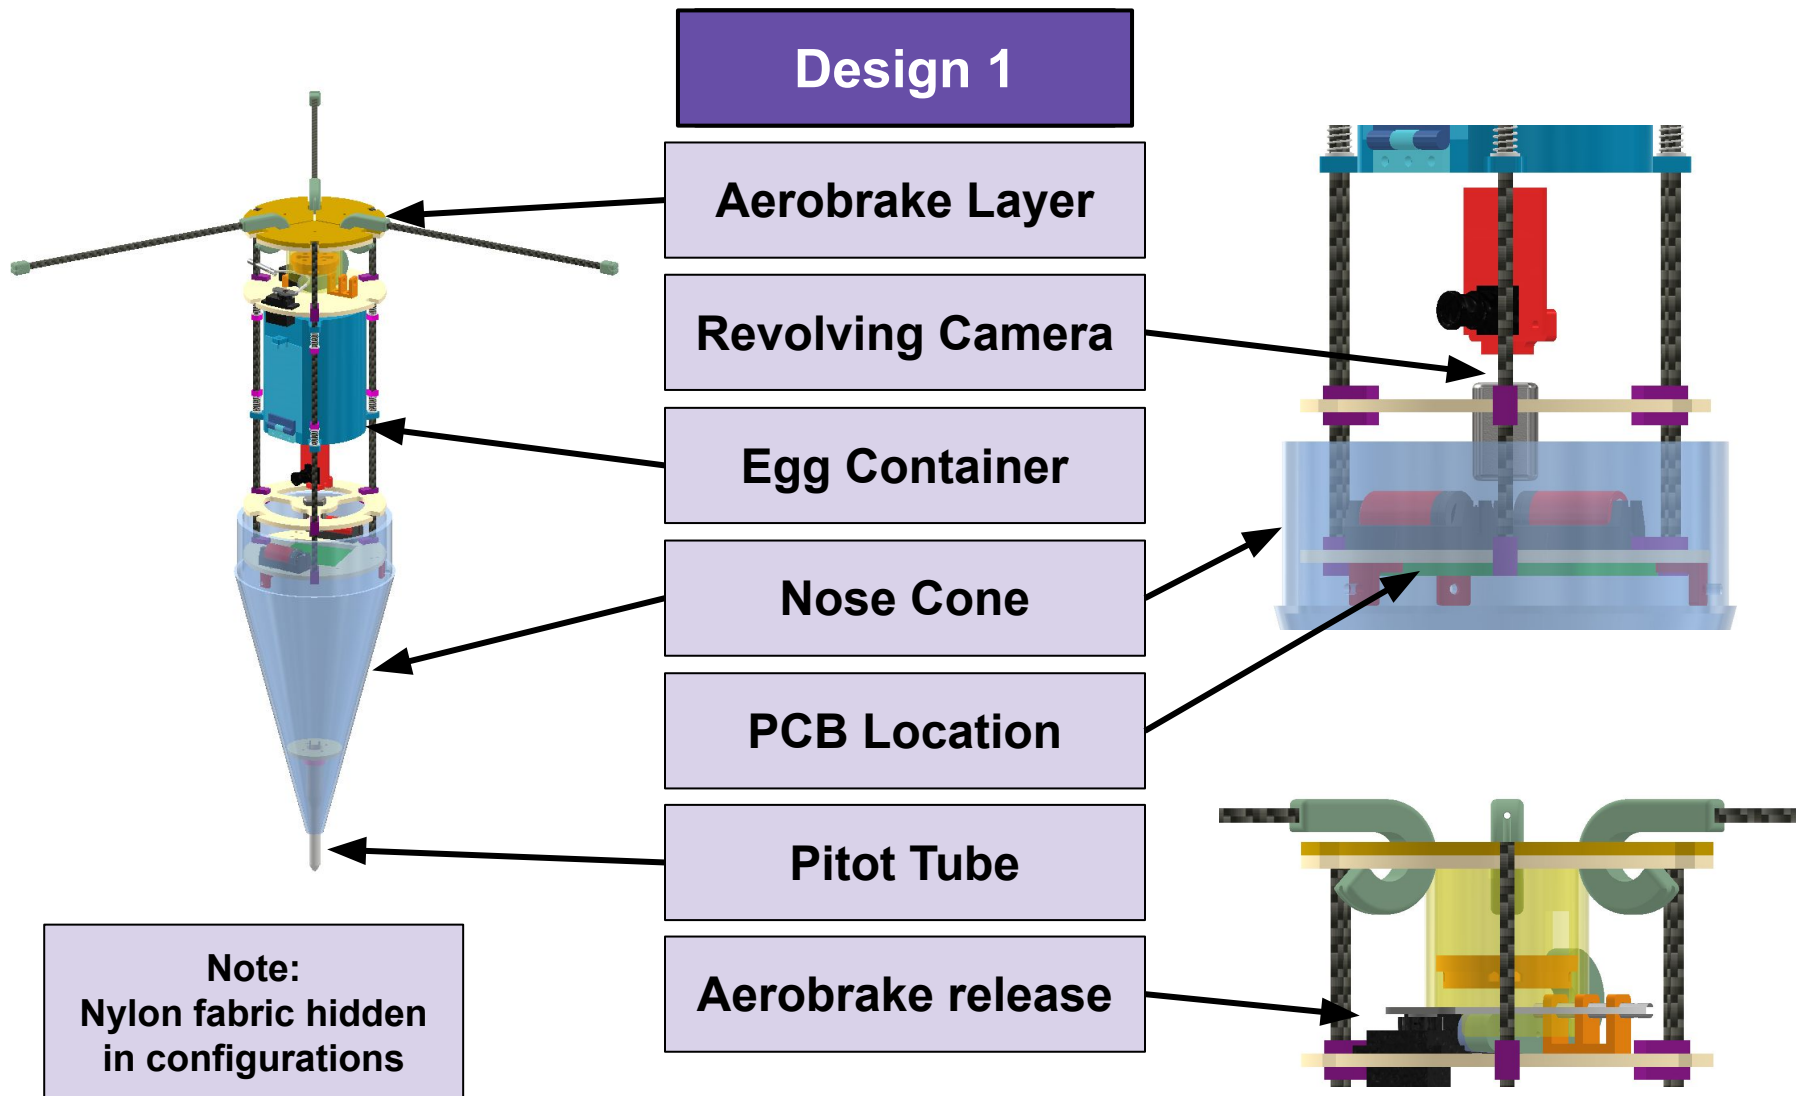 Design 1
Aerobrake Layer
Revolving Camera
Egg Container
Nose Cone
PCB Location
Pitot Tube
Aerobrake release
Note:
Nylon fabric hidden
in configurations